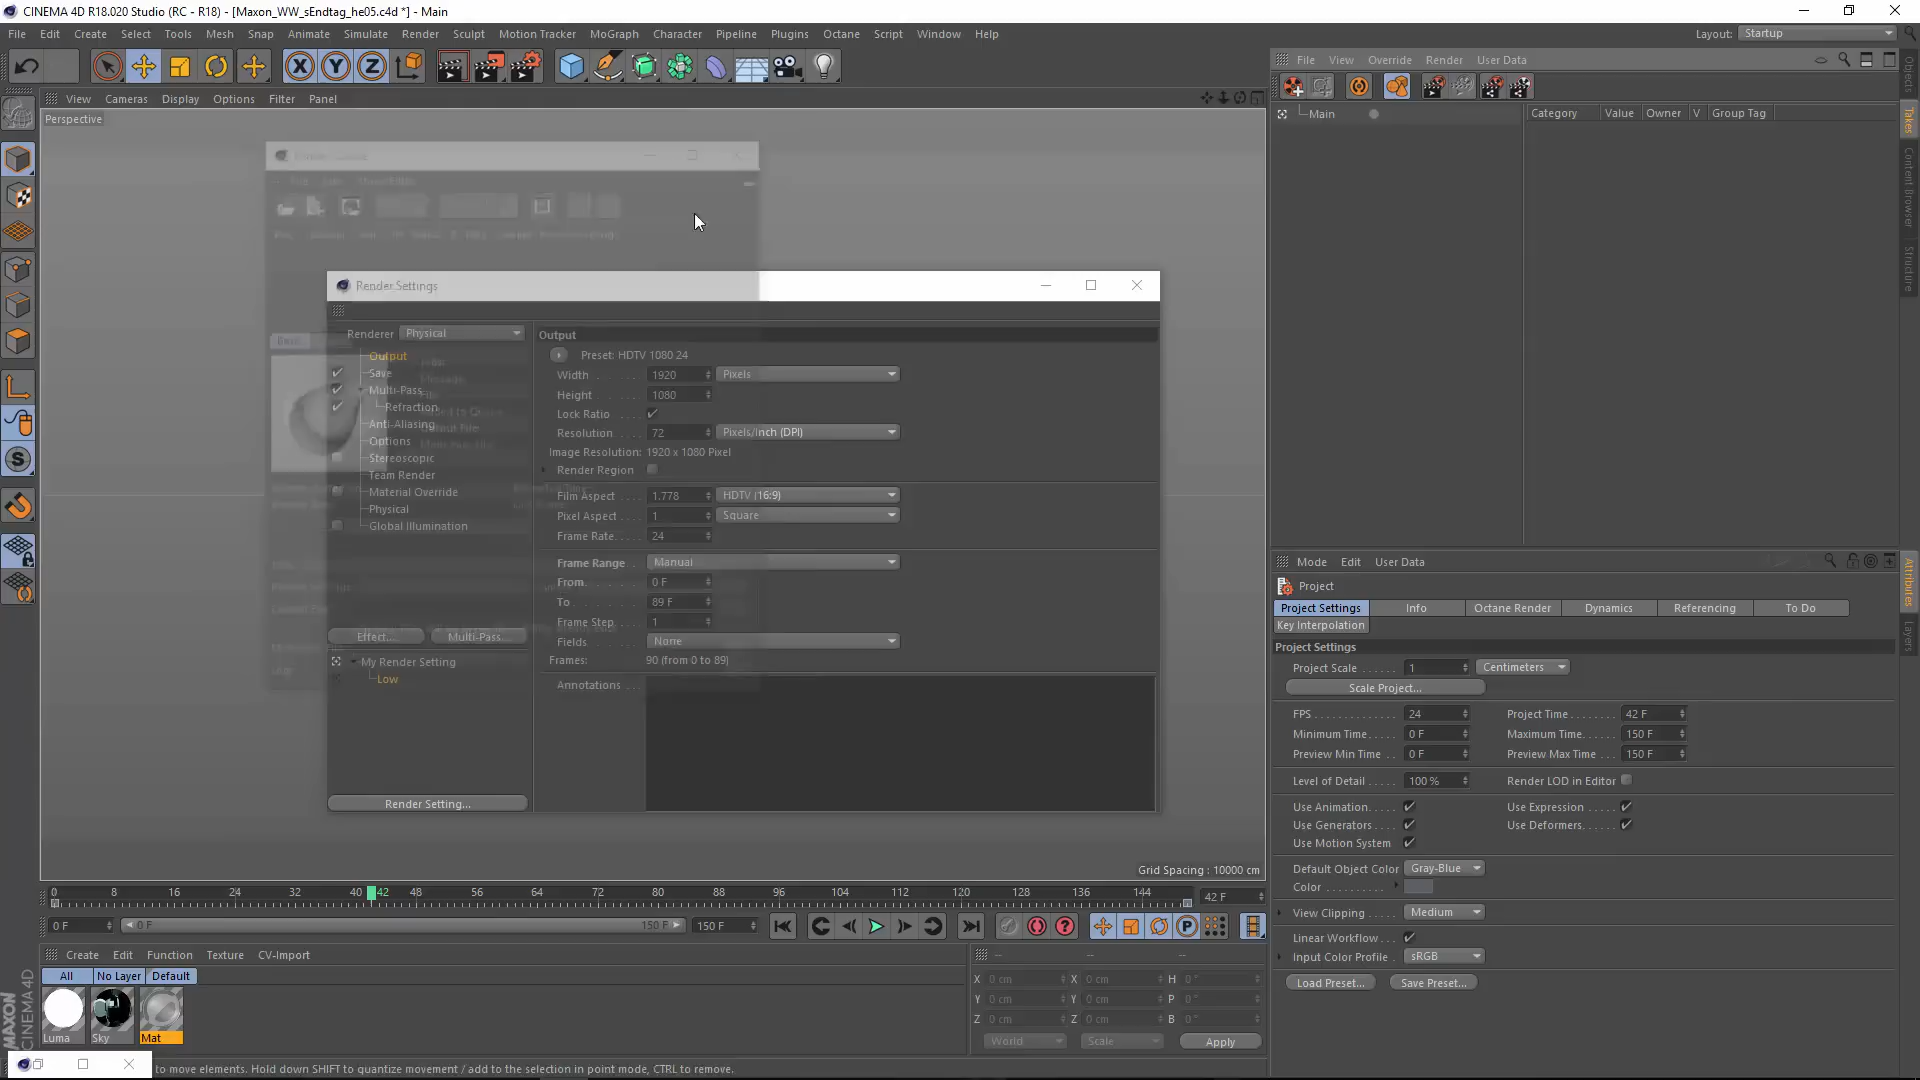 CINEMA 4D R18.020 Studio (RC - R18) - [Maxon_WW_sEndtag_he05.c4d *] - Main
File Edit Create Select Tools Mesh Snap Animate Simulate Render Sculpt Motion Tracker MoGraph Character Pipeline Plugins Octane Script Window Help
Layout: Startup
File View Override Render User Data
View Cameras Display Options Filter Panel
Perspective
Main
Category Value Owner V Group Tag
Objects
Takes
Content Browser
Structure
Render Settings
Renderer Physical
Output
Save
Multi-Pass
Refraction
Anti-Aliasing
Options
Stereoscopic
Team Render
Material Override
Physical
Global Illumination
Effect...
Multi-Pass...
My Render Setting
Low
Render Setting...
Output
Preset: HDTV 1080 24
Width 1920 Pixels
Height 1080
Lock Ratio
Resolution 72 Pixels/Inch (DPI)
Image Resolution: 1920 x 1080 Pixel
Render Region
Film Aspect 1.778 HDTV (16:9)
Pixel Aspect 1 Square
Frame Rate 24
Frame Range Manual
From 0 F
To 89 F
Frame Step 1
Fields None
Frames: 90 (from 0 to 89)
Annotations
Grid Spacing : 10000 cm
Mode Edit User Data
Project
Project Settings Info Octane Render Dynamics Referencing To Do
Key Interpolation
Project Settings
Project Scale 1 Centimeters
Scale Project...
FPS 24 Project Time 42 F
Minimum Time 0 F Maximum Time 150 F
Preview Min Time 0 F Preview Max Time 150 F
Level of Detail 100 % Render LOD in Editor
Use Animation Use Expression
Use Generators Use Deformers
Use Motion System
Default Object Color Gray-Blue
Color
View Clipping Medium
Linear Workflow
Input Color Profile sRGB
Load Preset... Save Preset...
Attributes
Layers
0 8 16 24 32 40 42 48 56 64 72 80 88 96 104 112 120 128 136 144 42 F
0 F 0 F 150 F 150 F
Create Edit Function Texture CV-Import
All No Layer Default
Luma Sky Mat
-- -- --
X 0 cm X 0 cm H 0 °
Y 0 cm Y 0 cm P 0 °
Z 0 cm Z 0 cm B 0 °
World Scale Apply
MAXON
CINEMA 4D
to move elements. Hold down SHIFT to quantize movement / add to the selection in point mode, CTRL to remove.